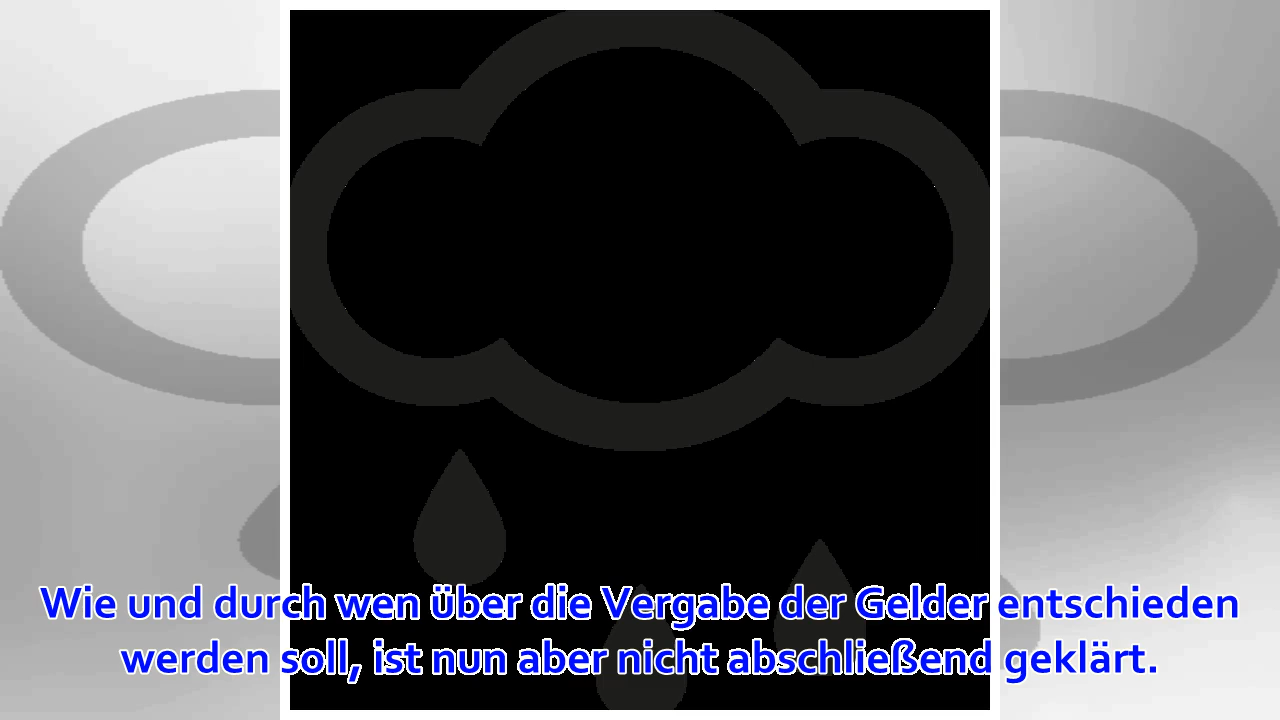 Wie und durch wen über die Vergabe der Gelder entschieden
werden soll, ist nun aber nicht abschließend geklärt.